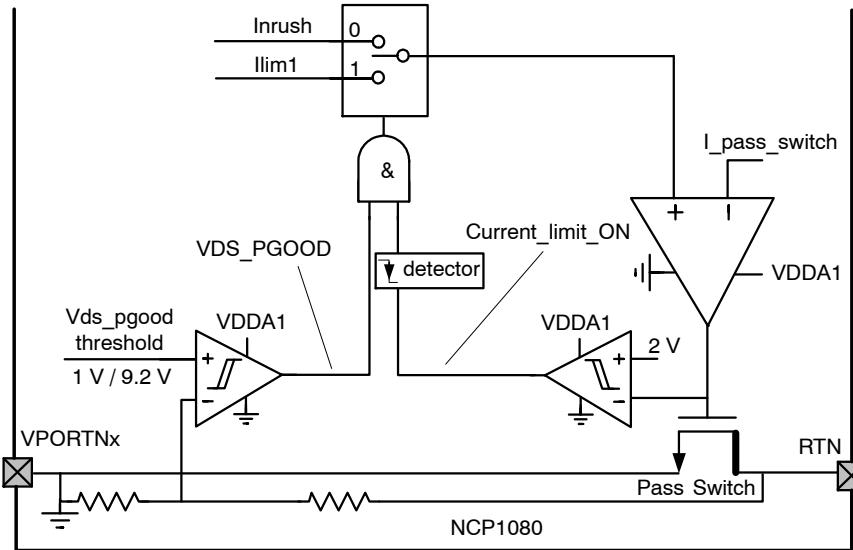 Inrush
0
Ilim1
1
I_pass_switch
&
+
–
VDS_PGOOD
Current_limit_ON
detector
VDDA1
Vds_pgood
threshold
1 V / 9.2 V
VDDA1
+
–
VDDA1
2 V
+
–
VPORTNx
RTN
Pass Switch
NCP1080